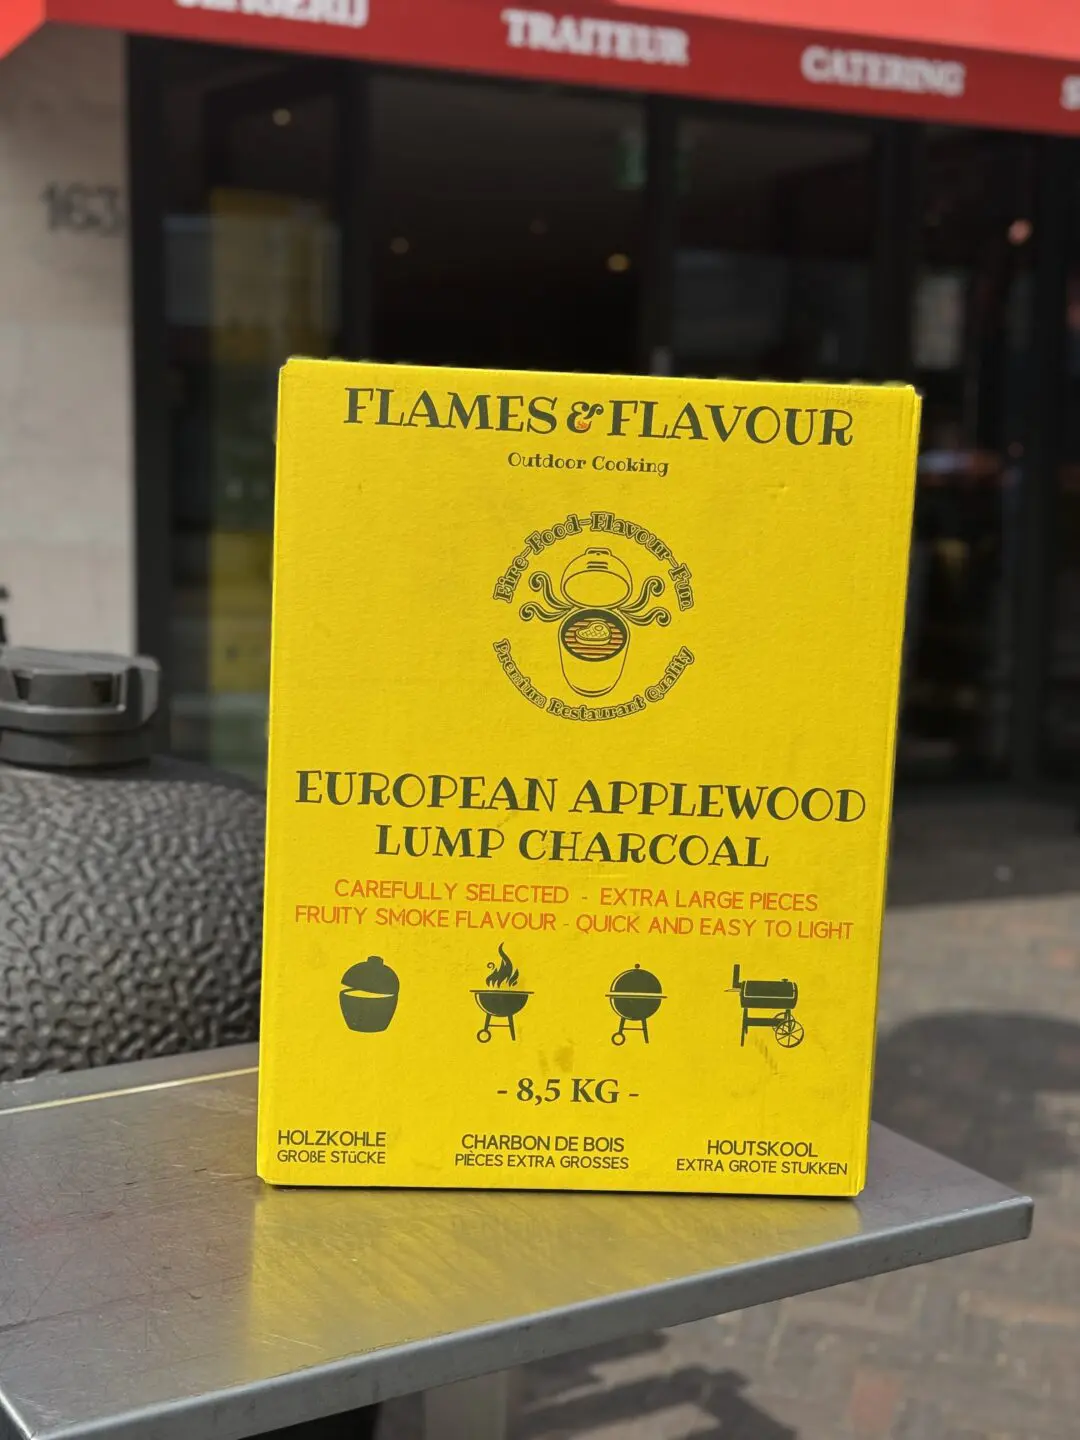 TRAITEUR
CATERING
163
FLAMES & FLAVOUR
Outdoor Cooking
Fire-Food-Flavour-Fun
Premium Restaurant Quality
EUROPEAN APPLEWOOD
LUMP CHARCOAL
CAREFULLY SELECTED - EXTRA LARGE PIECES
FRUITY SMOKE FLAVOUR - QUICK AND EASY TO LIGHT
- 8,5 KG -
HOLZKOHLE
GROßE STüCKE
CHARBON DE BOIS
PIÈCES EXTRA GROSSES
HOUTSKOOL
EXTRA GROTE STUKKEN